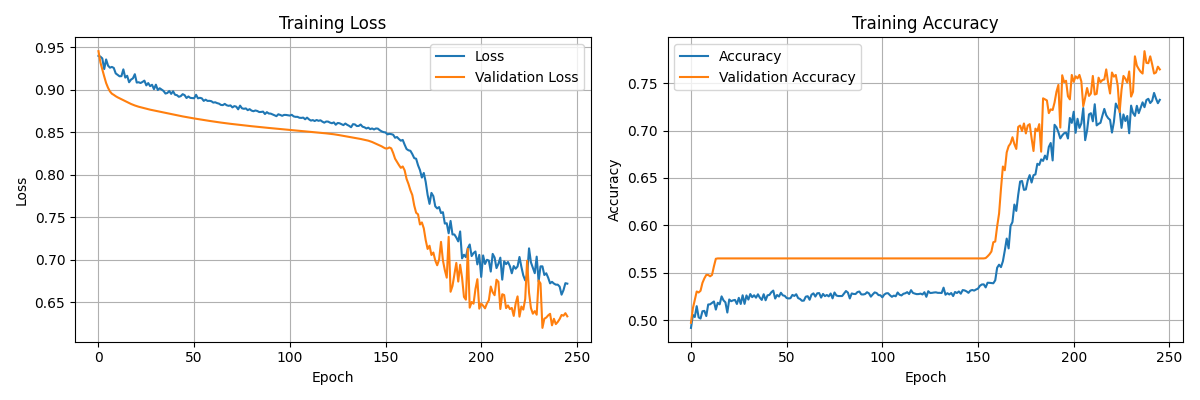 Training Loss
Loss
0.95
0.90
0.85
0.80
0.75
0.70
0.65
Loss
Validation Loss
0
50
100
150
200
250
Epoch
Training Accuracy
Accuracy
0.75
0.70
0.65
0.60
0.55
0.50
Accuracy
Validation Accuracy
0
50
100
150
200
250
Epoch